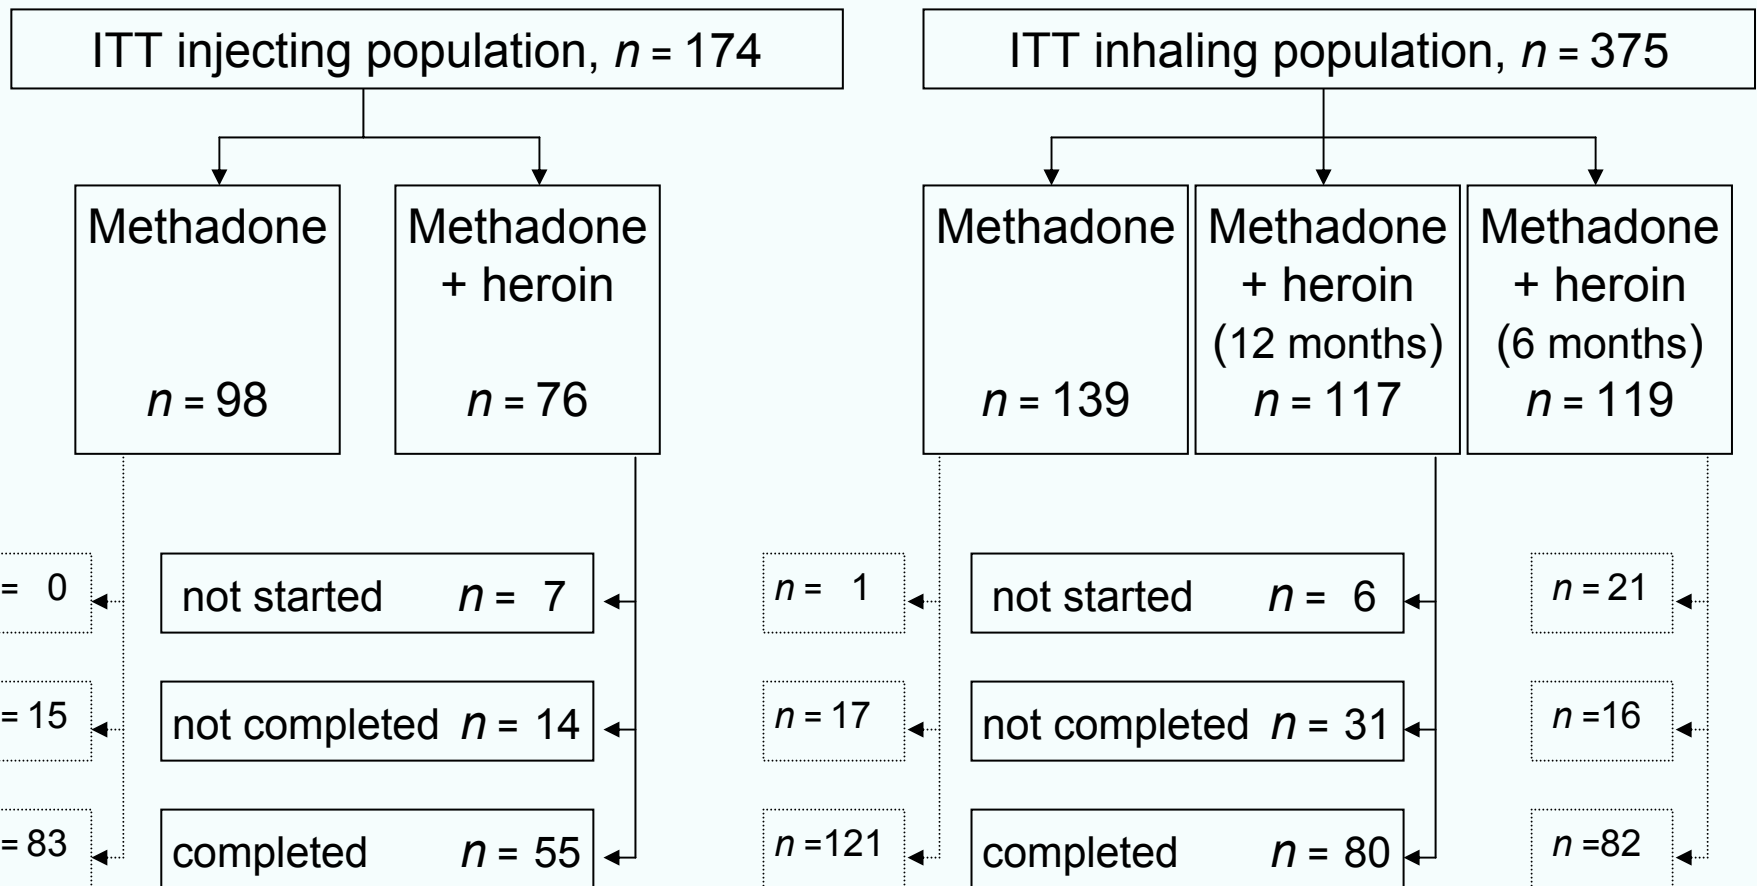 ITT injecting population, n = 174
ITT inhaling population, n = 375
Methadone
n = 98
Methadone
+ heroin
n = 76
Methadone
n = 139
Methadone
+ heroin
(12 months)
n = 117
Methadone
+ heroin
(6 months)
n = 119
= 0
not started n = 7
n = 1
not started n = 6
n = 21
= 15
not completed n = 14
n = 17
not completed n = 31
n =16
= 83
completed n = 55
n =121
completed n = 80
n =82